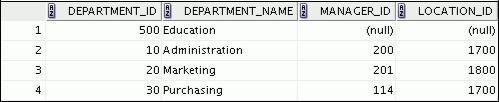 DEPARTMENT_ID DEPARTMENT_NAME MANAGER_ID LOCATION_ID
1 500 Education (null) (null)
2 10 Administration 200 1700
3 20 Marketing 201 1800
4 30 Purchasing 114 1700